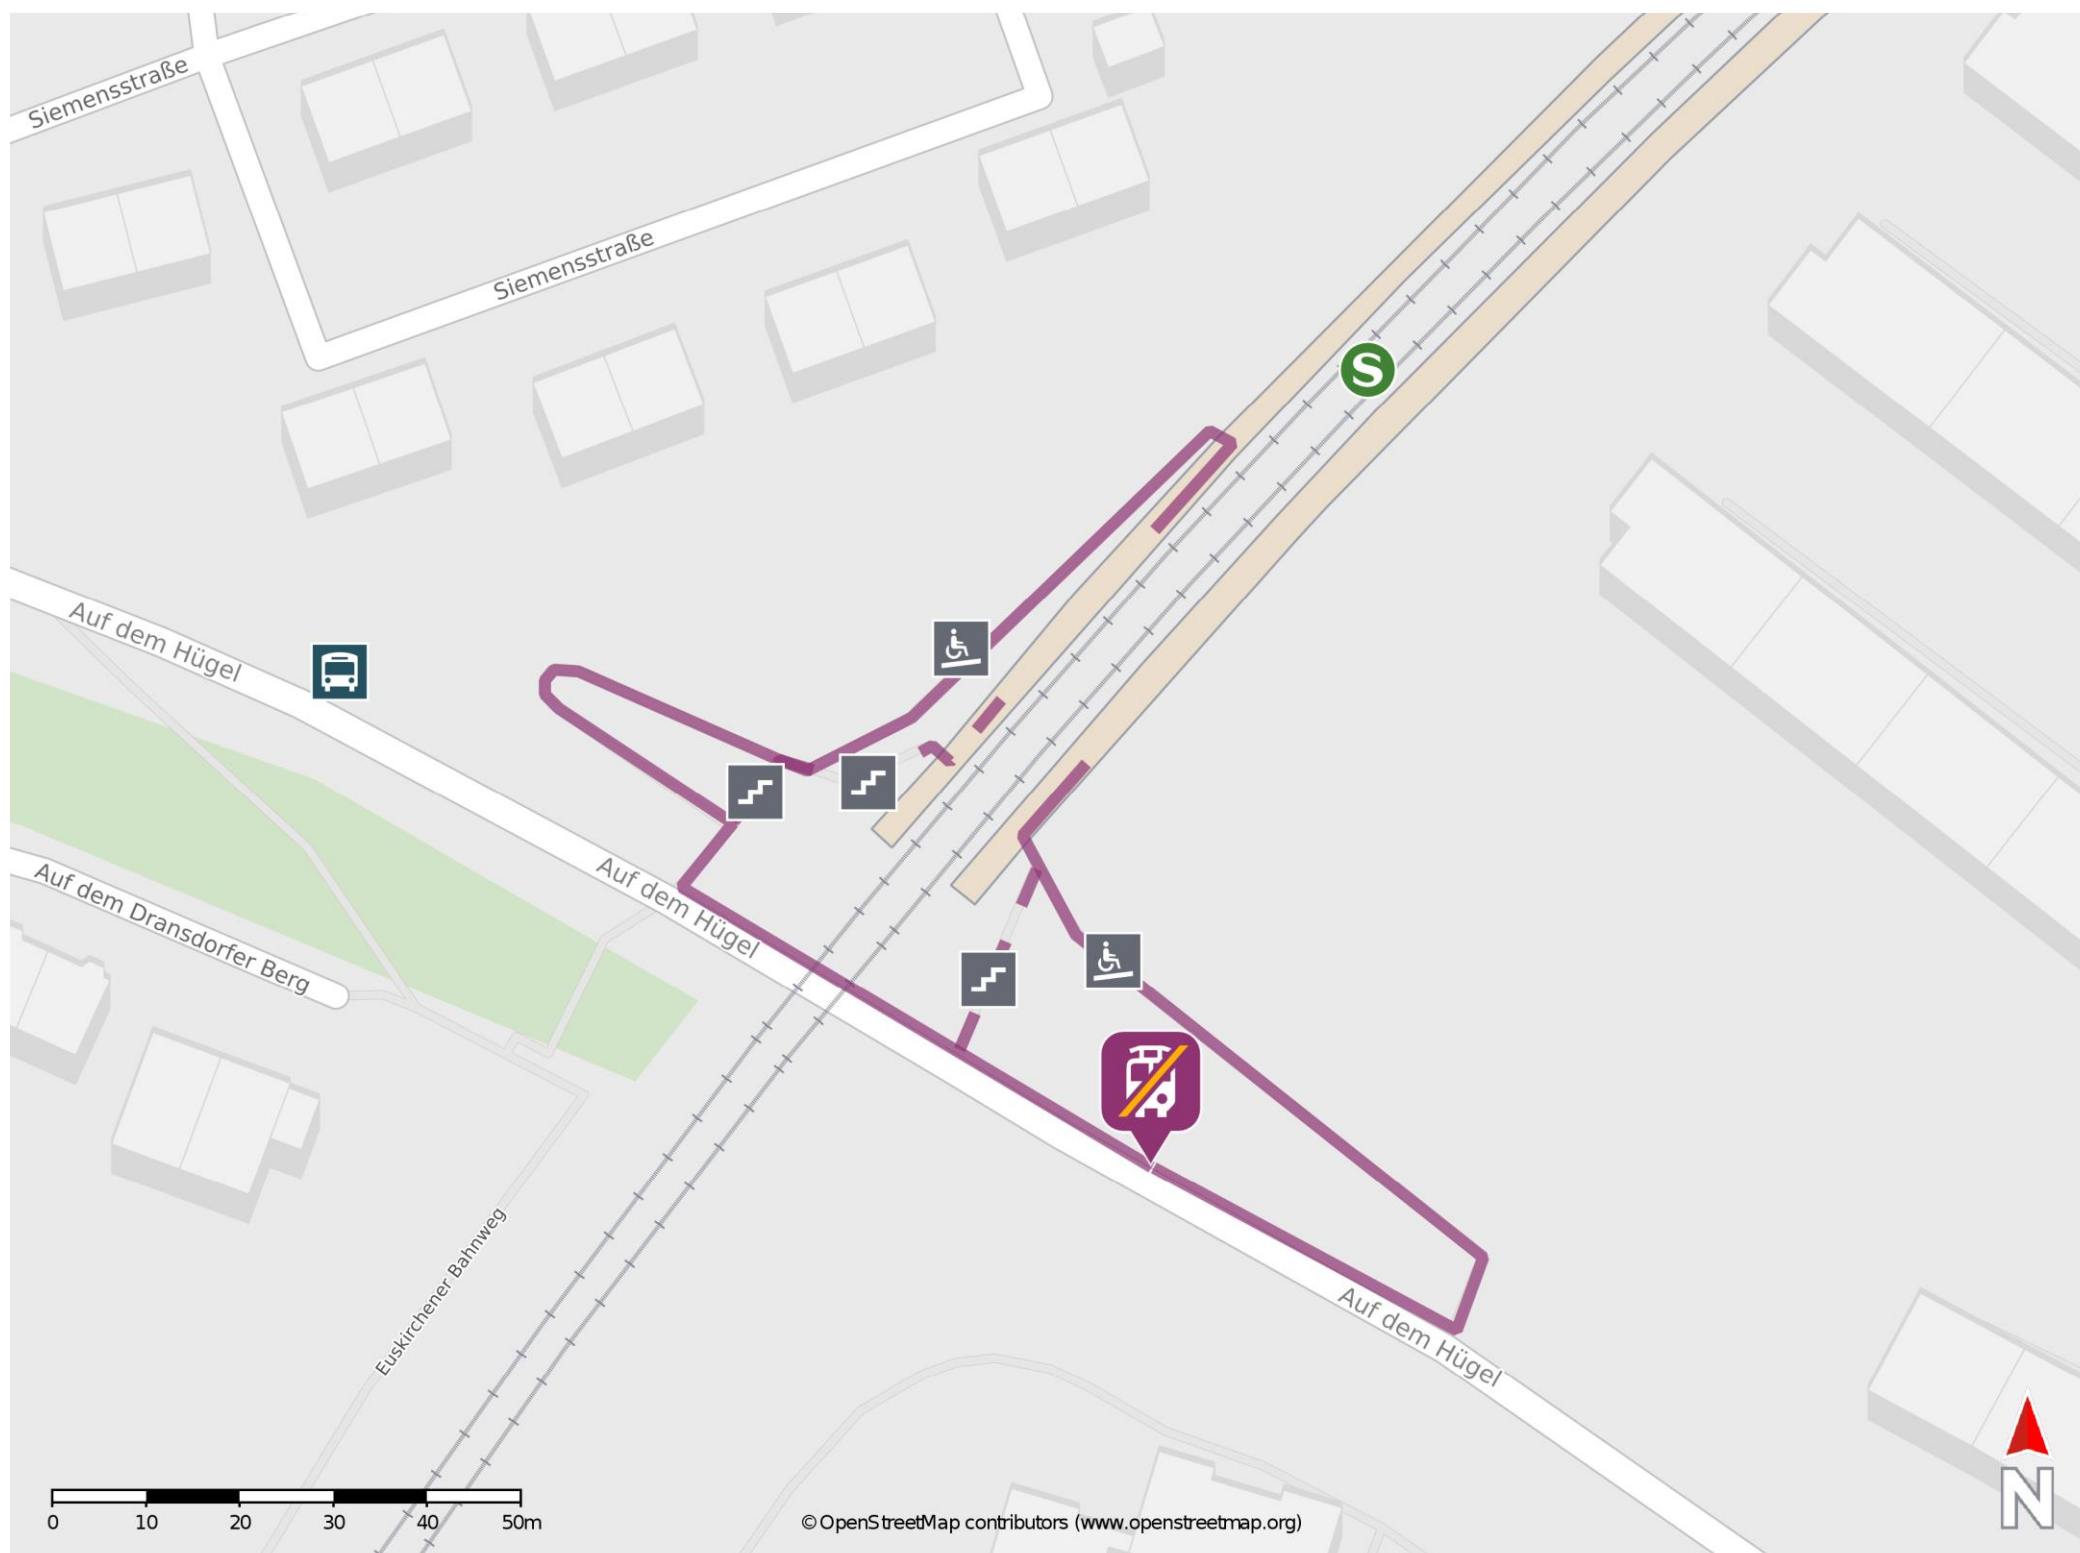 Siemensstraße
Siemensstraße
S
Auf dem Hügel
Auf dem Hügel
Auf dem Dransdorfer Berg
Euskirchener Bahnweg
Auf dem Hügel
0 10 20 30 40 50m
© OpenStreetMap contributors (www.openstreetmap.org)
N